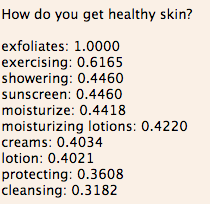 How do you get healthy skin?
exfoliates: 1.0000
exercising: 0.6165
showering: 0.4460
sunscreen: 0.4460
moisturize: 0.4418
moisturizing lotions: 0.4220
creams: 0.4034
lotion: 0.4021
protecting: 0.3608
cleansing: 0.3182